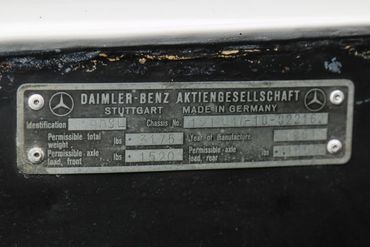 DAIMLER-BENZ AKTIENGESELLSCHAFT
STUTTGART MADE IN GERMANY
Identification Chassis No.
Permissible total weight lbs Year of Manufacture
Permissible axle load, front lbs 1520 Permissible axle load, rear lbs